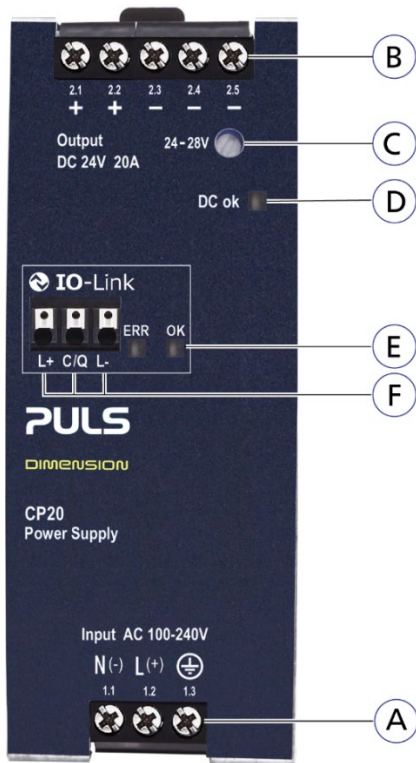 B
2.1 2.2 2.3 2.4 2.5
+ + – – –
Output 24-28V
DC 24V 20A
C
DC ok
D
IO-Link
ERR OK
E
L+ C/Q L-
F
PULS
DIMENSION
CP20
Power Supply
Input AC 100-240V
N(-) L(+)
1.1 1.2 1.3
A